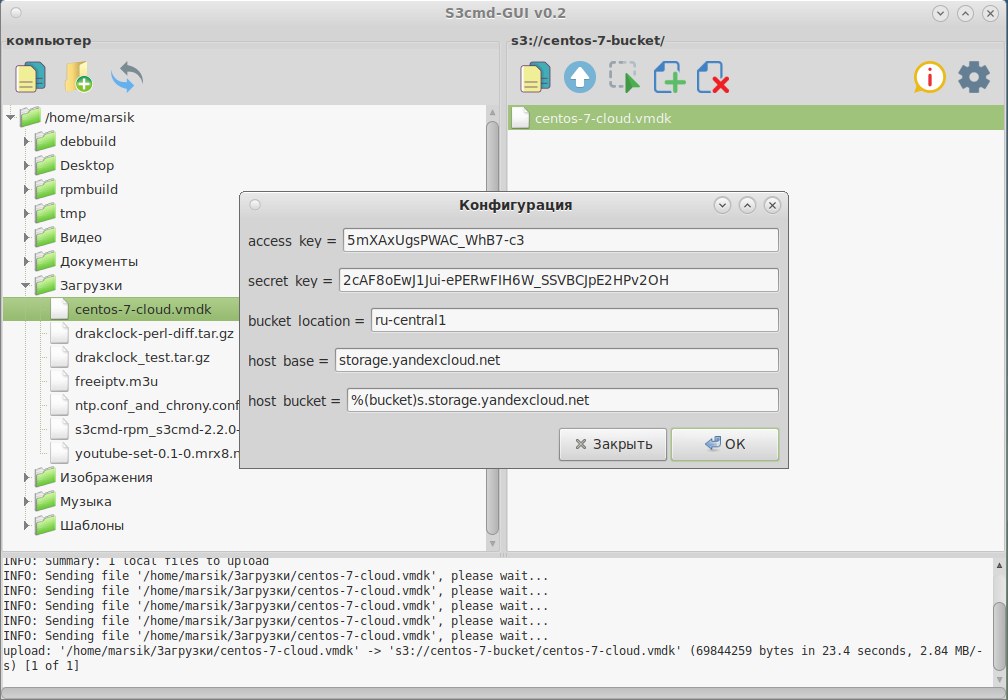 S3cmd-GUI v0.2
компьютер
s3://centos-7-bucket/
/home/marsik
debbuild
Desktop
rpmbuild
tmp
Видео
Документы
Загрузки
centos-7-cloud.vmdk
drakclock-perl-diff.tar.gz
drakclock_test.tar.gz
freeiptv.m3u
ntp.conf_and_chrony.conf
s3cmd-rpm_s3cmd-2.2.0-
youtube-set-0.1-0.mrx8.n
Изображения
Музыка
Шаблоны
centos-7-cloud.vmdk
Конфигурация
access key = 5mXAxUgsPWAC_WhB7-c3
secret key = 2cAF8oEwJ1Jui-ePERwFIH6W_SSVBCJpE2HPv2OH
bucket location = ru-central1
host base = storage.yandexcloud.net
host bucket = %(bucket)s.storage.yandexcloud.net
Закрыть
OK
INFO: Summary: 1 local files to upload
INFO: Sending file '/home/marsik/Загрузки/centos-7-cloud.vmdk', please wait...
INFO: Sending file '/home/marsik/Загрузки/centos-7-cloud.vmdk', please wait...
INFO: Sending file '/home/marsik/Загрузки/centos-7-cloud.vmdk', please wait...
INFO: Sending file '/home/marsik/Загрузки/centos-7-cloud.vmdk', please wait...
INFO: Sending file '/home/marsik/Загрузки/centos-7-cloud.vmdk', please wait...
upload: '/home/marsik/Загрузки/centos-7-cloud.vmdk' -> 's3://centos-7-bucket/centos-7-cloud.vmdk' (69844259 bytes in 23.4 seconds, 2.84 MB/-
s) [1 of 1]